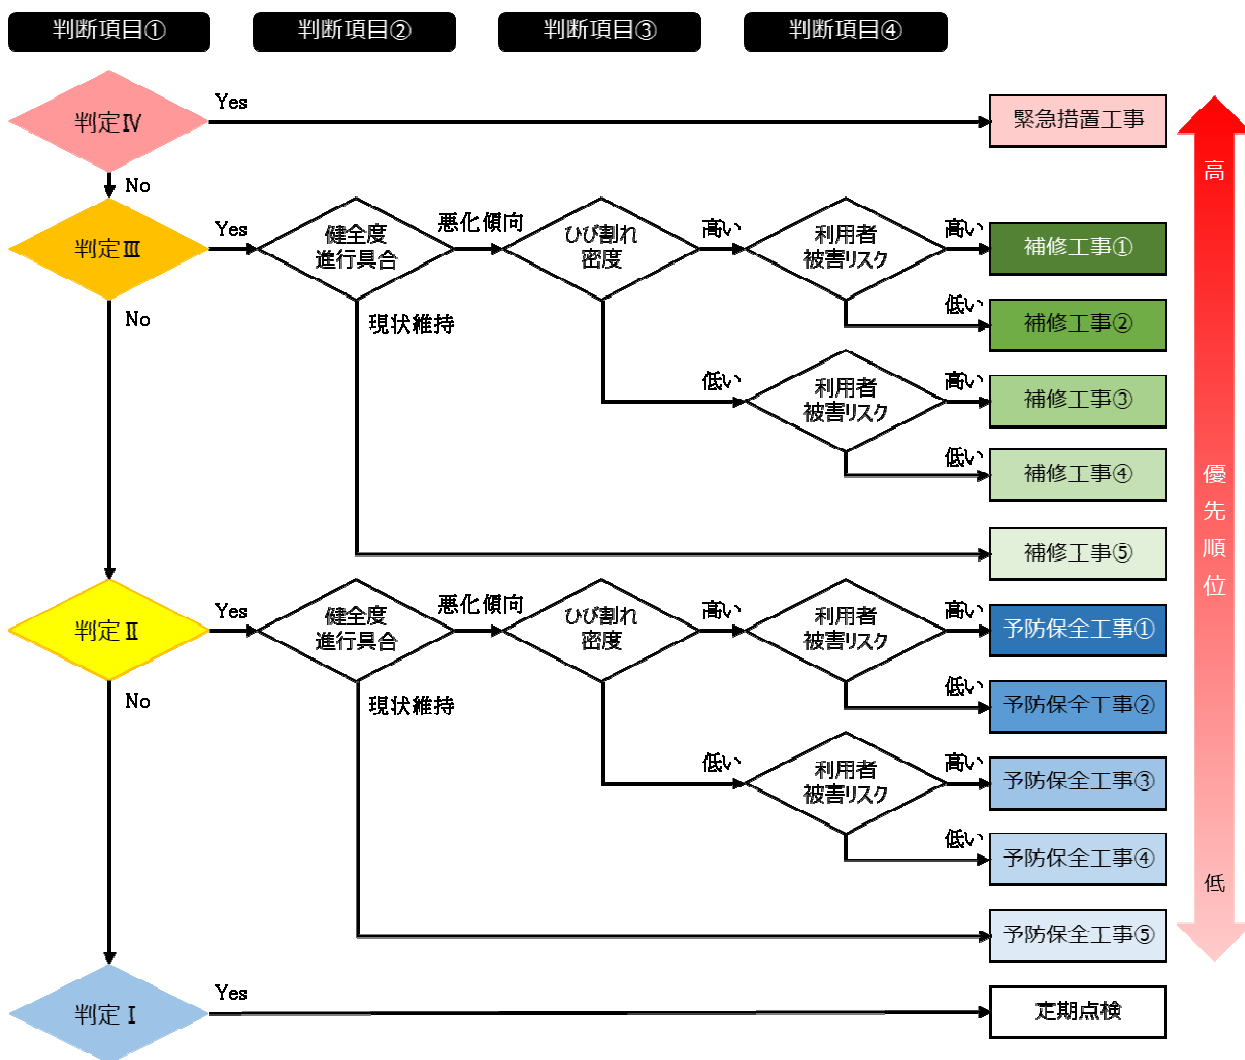 判断項目①
判断項目②
判断項目③
判断項目④
判定Ⅳ
Yes
緊急措置工事
No
判定Ⅲ
Yes
健全度
進行具合
悪化傾向
ひび割れ
密度
高い
利用者
被害リスク
高い
補修工事①
低い
補修工事②
現状維持
低い
利用者
被害リスク
高い
補修工事③
低い
補修工事④
補修工事⑤
No
判定Ⅱ
Yes
健全度
進行具合
悪化傾向
ひび割れ
密度
高い
利用者
被害リスク
高い
予防保全工事①
低い
予防保全工事②
現状維持
低い
利用者
被害リスク
高い
予防保全工事③
低い
予防保全工事④
予防保全工事⑤
No
判定Ⅰ
Yes
定期点検
高
優先順位
低